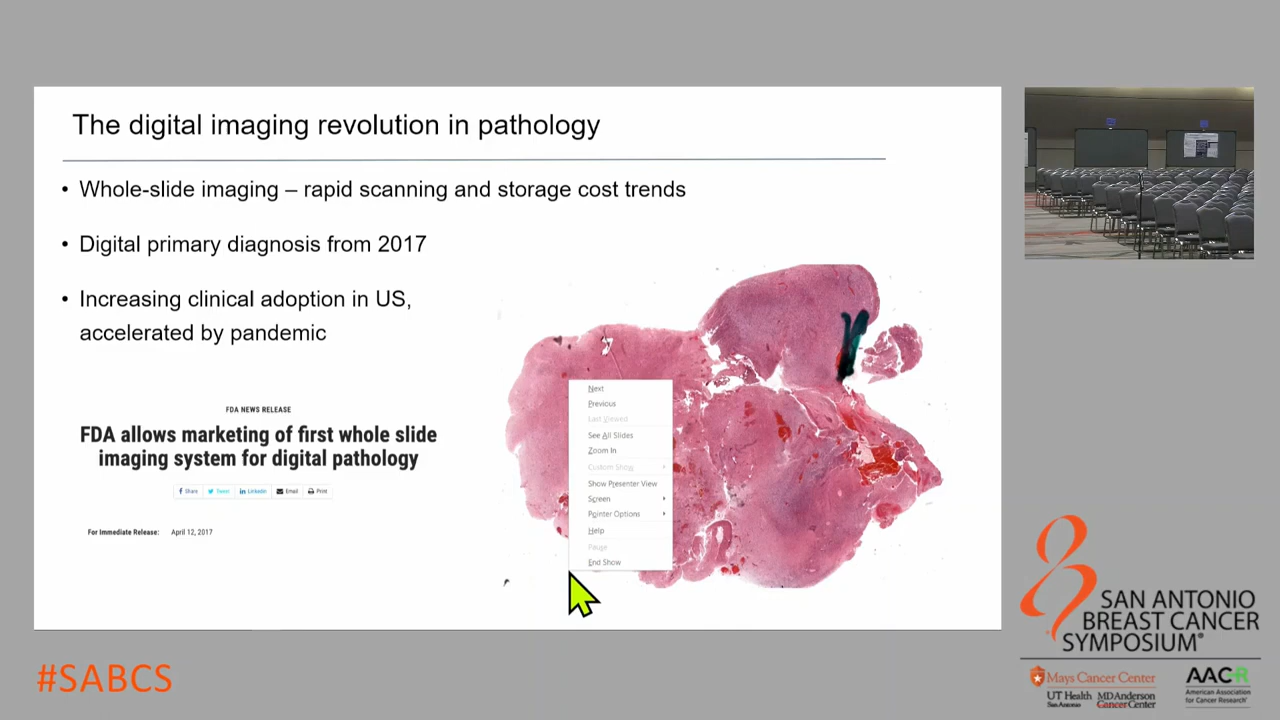 The digital imaging revolution in pathology
• Whole-slide imaging – rapid scanning and storage cost trends
• Digital primary diagnosis from 2017
• Increasing clinical adoption in US,
accelerated by pandemic
FDA NEWS RELEASE
FDA allows marketing of first whole slide
imaging system for digital pathology
Share Tweet Linkedin Email Print
For Immediate Release: April 12, 2017
Next
Previous
Last Viewed
See All Slides
Zoom In
Custom Show
Show Presenter View
Screen
Pointer Options
Help
Pause
End Show
SAN ANTONIO
BREAST CANCER
SYMPOSIUM®
Mays Cancer Center
UT Health
San Antonio
MD Anderson
Cancer Center
AACR
American Association
for Cancer Research®
#SABCS